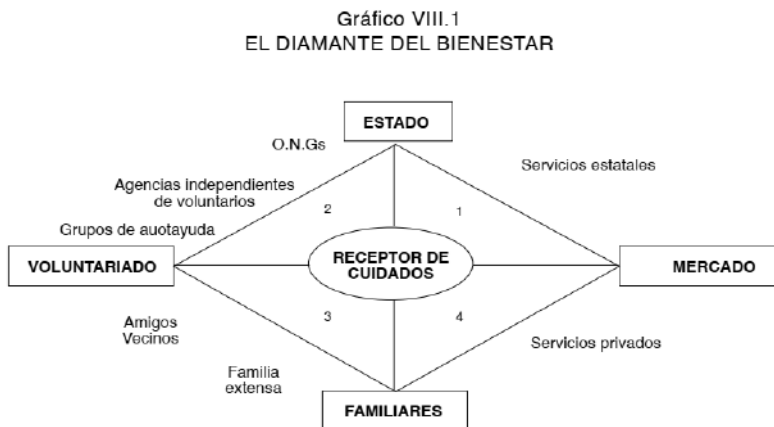 Gráfico VIII.1
EL DIAMANTE DEL BIENESTAR
ESTADO
O.N.Gs
Servicios estatales
Agencias independientes
de voluntarios
2
1
Grupos de auotayuda
VOLUNTARIADO
RECEPTOR DE
CUIDADOS
MERCADO
Amigos
Vecinos
3
4
Servicios privados
Familia
extensa
FAMILIARES